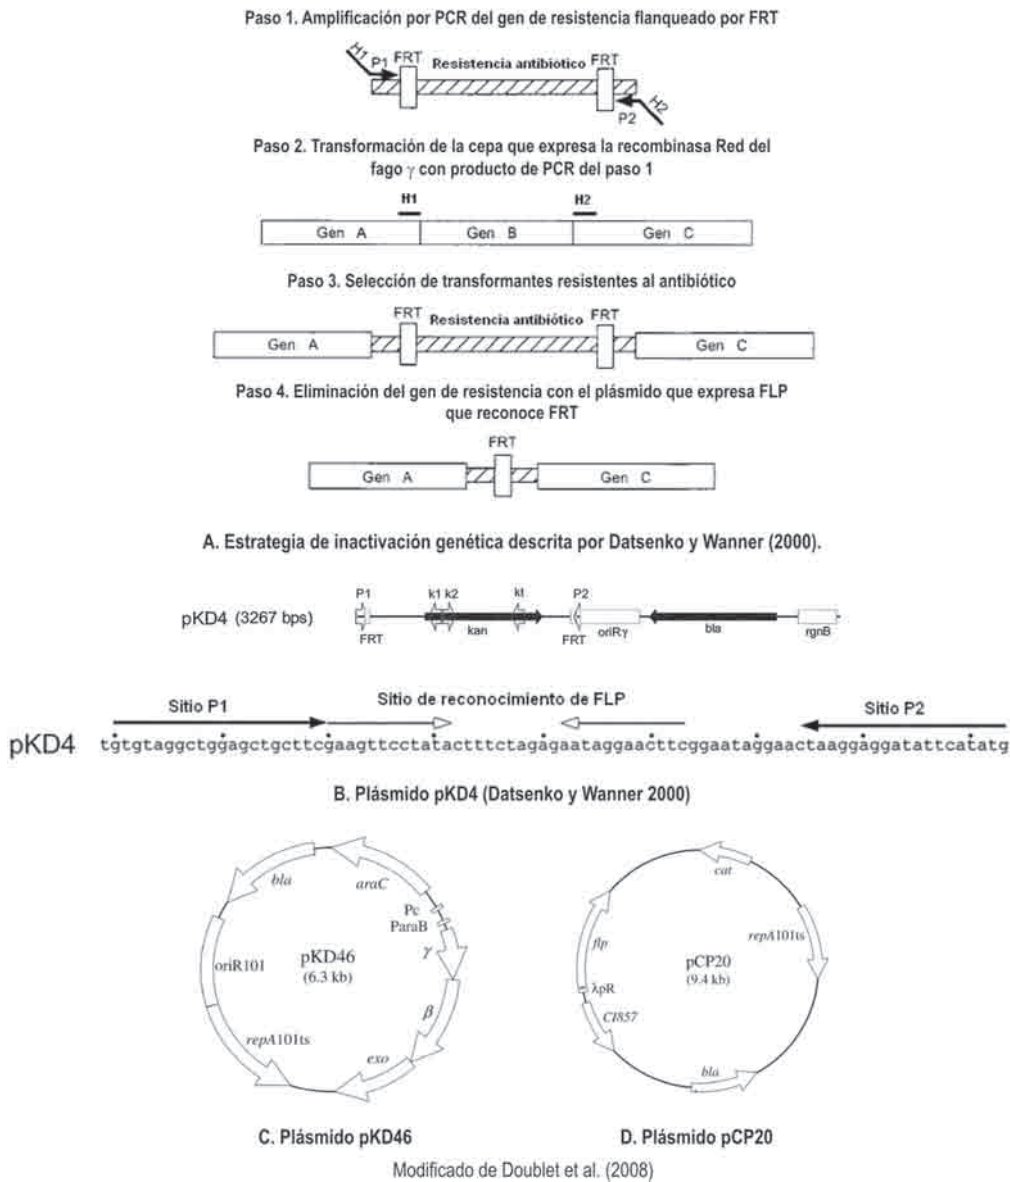 Paso 1. Amplificación por PCR del gen de resistencia flanqueado por FRT
H1
P1
FRT
Resistencia antibiótico
FRT
P2
H2
Paso 2. Transformación de la cepa que expresa la recombinasa Red del
fago γ con producto de PCR del paso 1
H1
H2
Gen A
Gen B
Gen C
Paso 3. Selección de transformantes resistentes al antibiótico
FRT
Resistencia antibiótico
FRT
Gen A
Gen C
Paso 4. Eliminación del gen de resistencia con el plásmido que expresa FLP
que reconoce FRT
FRT
Gen A
Gen C
A. Estrategia de inactivación genética descrita por Datsenko y Wanner (2000).
P1
k1 k2
kt
P2
pKD4 (3267 bps)
FRT
kan
FRT
oriRγ
bla
rgnB
Sitio P1
Sitio de reconocimiento de FLP
Sitio P2
pKD4
tgtgtaggctggagctgcttcgaagttcctatactttctagagaataggaacttcggaataggaactaaggaggatattcatatg
B. Plásmido pKD4 (Datsenko y Wanner 2000)
bla
araC
Pc
ParaB
γ
oriR101
pKD46
(6.3 kb)
β
repA101ts
exo
cat
repA101ts
flp
pCP20
(9.4 kb)
λpR
CI857
bla
C. Plásmido pKD46
D. Plásmido pCP20
Modificado de Doublet et al. (2008)